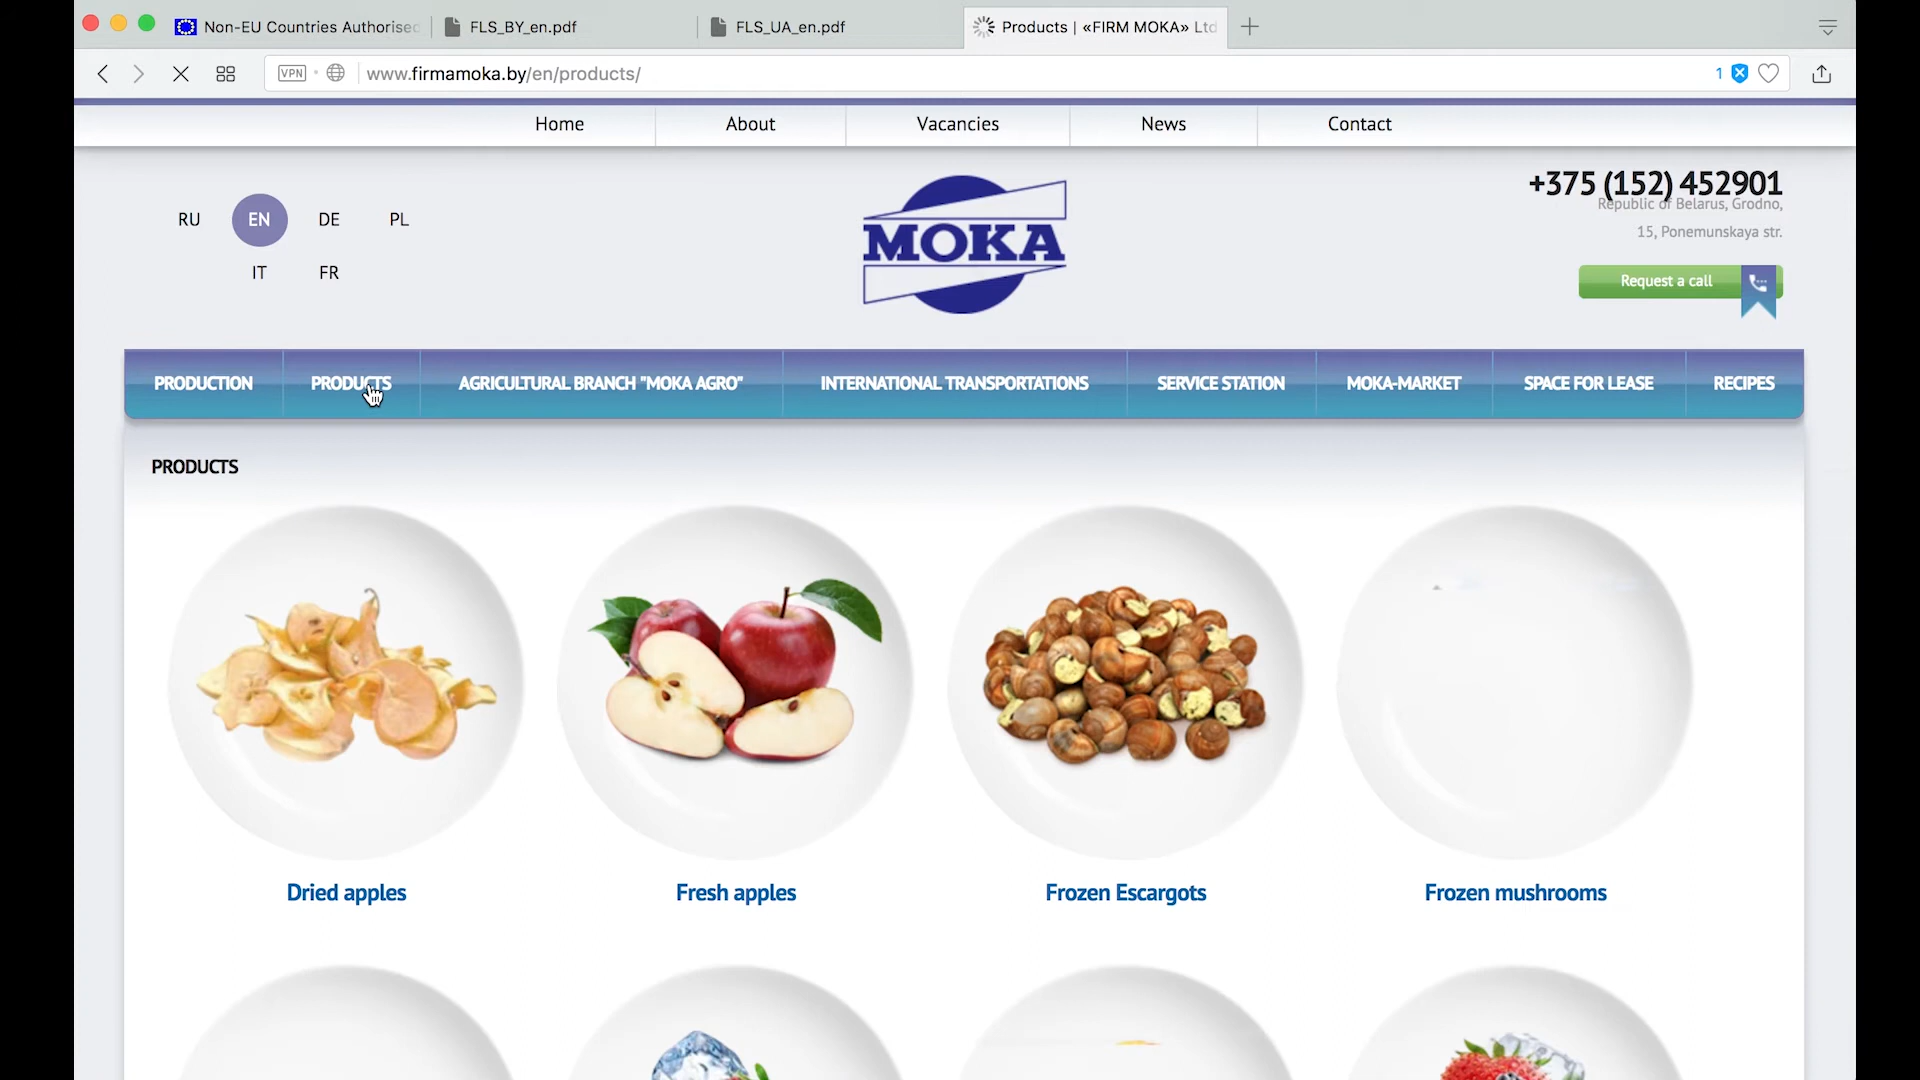 Non-EU Countries Authorised
FLS_BY_en.pdf
FLS_UA_en.pdf
Products | «FIRM MOKA» Ltd
VPN
www.firmamoka.by/en/products/
1
Home
About
Vacancies
News
Contact
RU
EN
DE
PL
IT
FR
MOKA
+375 (152) 452901
Republic of Belarus, Grodno,
15, Ponemunskaya str.
Request a call
PRODUCTION
PRODUCTS
AGRICULTURAL BRANCH "MOKA AGRO"
INTERNATIONAL TRANSPORTATIONS
SERVICE STATION
MOKA-MARKET
SPACE FOR LEASE
RECIPES
PRODUCTS
Dried apples
Fresh apples
Frozen Escargots
Frozen mushrooms